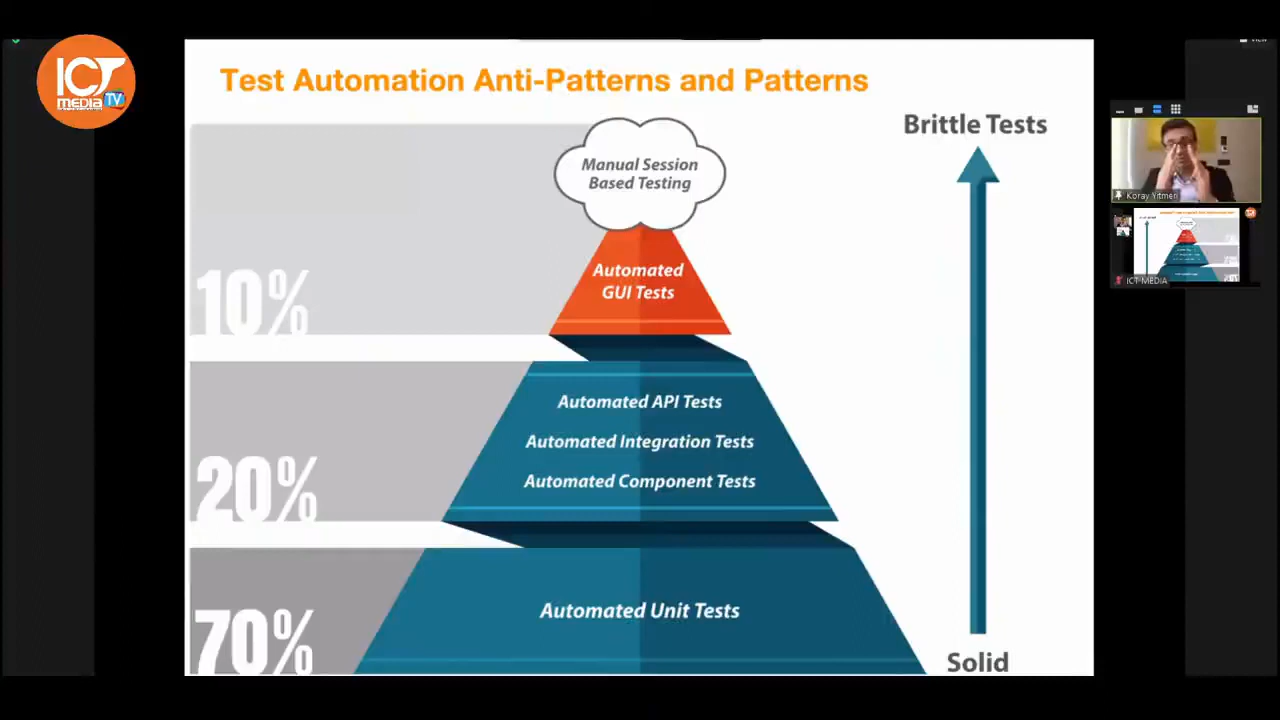 ICT
MEDIA TV
Test Automation Anti-Patterns and Patterns
Brittle Tests
Manual Session
Based Testing
Automated
GUI Tests
10%
Automated API Tests
Automated Integration Tests
Automated Component Tests
20%
Automated Unit Tests
70%
Solid
View
Koray Yitmen
ICT-MEDIA